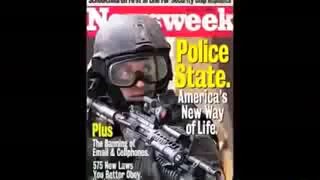 Newsweek
Police
State.
America's
New Way
of Life.
Plus
The Banning of
Email & Cellphones.
575 New Laws
You Better Obey.